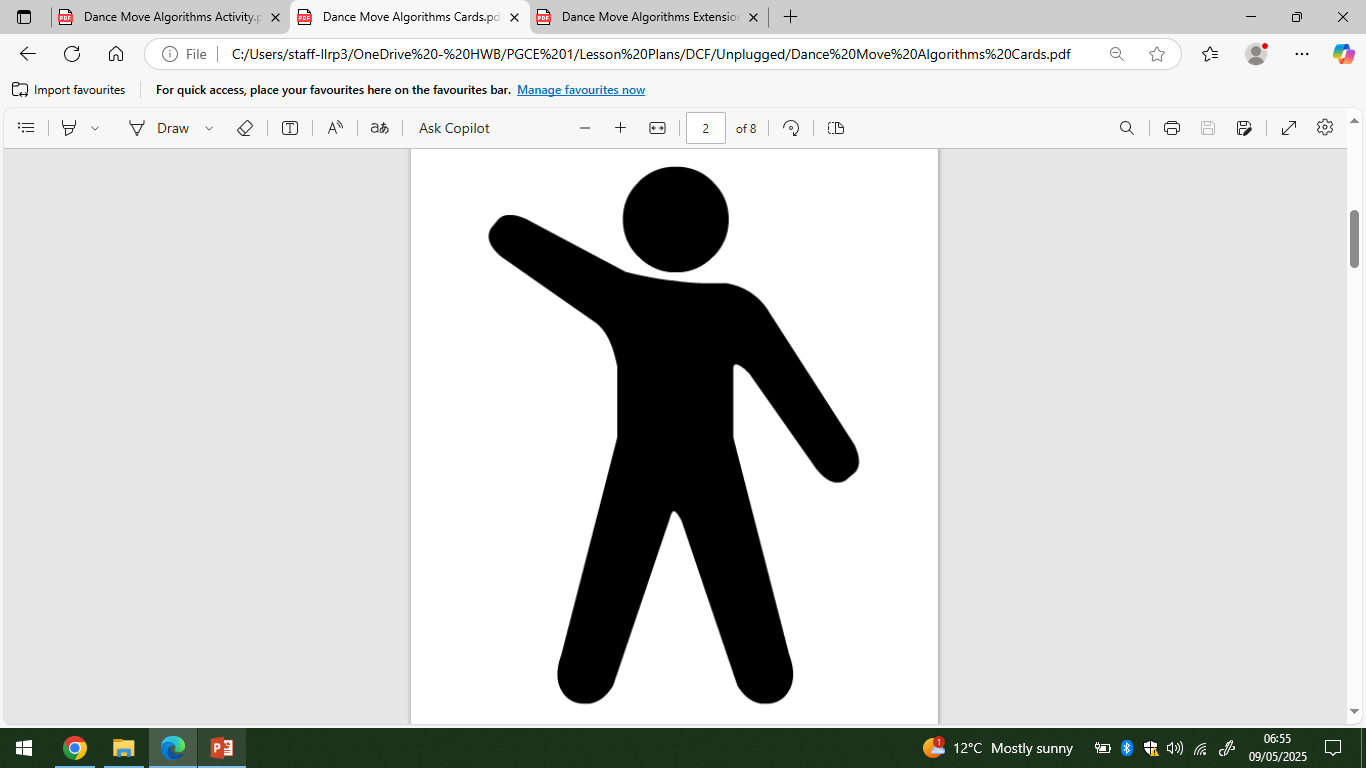 Dance Move Algorithms Activity.p
Dance Move Algorithms Cards.pd
Dance Move Algorithms Extension
File
C:/Users/staff-llrp3/OneDrive%20-%20HWB/PGCE%201/Lesson%20Plans/DCF/Unplugged/Dance%20Move%20Algorithms%20Cards.pdf
Import favourites
For quick access, place your favourites here on the favourites bar. Manage favourites now
Draw
Ask Copilot
2 of 8
12°C Mostly sunny
06:55
09/05/2025